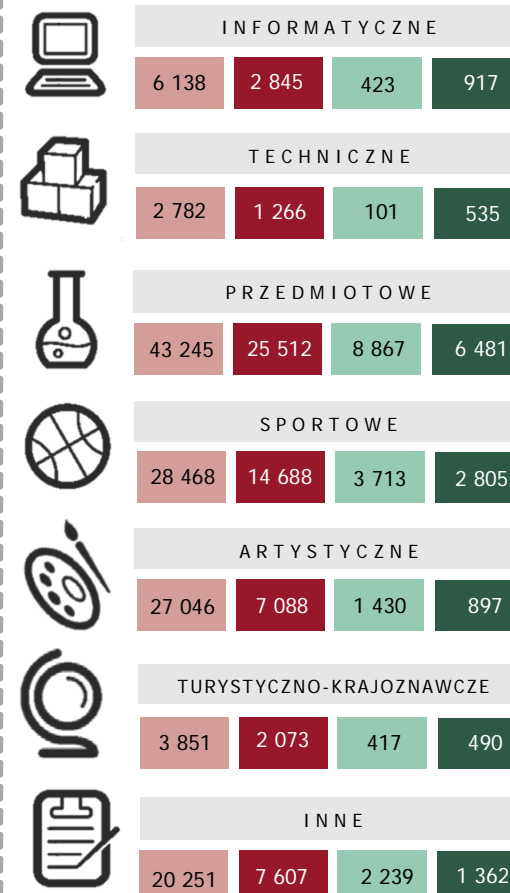 INFORMATYCZNE
6 138 2 845 423 917
TECHNICZNE
2 782 1 266 101 535
PRZEDMIOTOWE
43 245 25 512 8 867 6 481
SPORTOWE
28 468 14 688 3 713 2 805
ARTYSTYCZNE
27 046 7 088 1 430 897
TURYSTYCZNO-KRAJOZNAWCZE
3 851 2 073 417 490
INNE
20 251 7 607 2 239 1 362